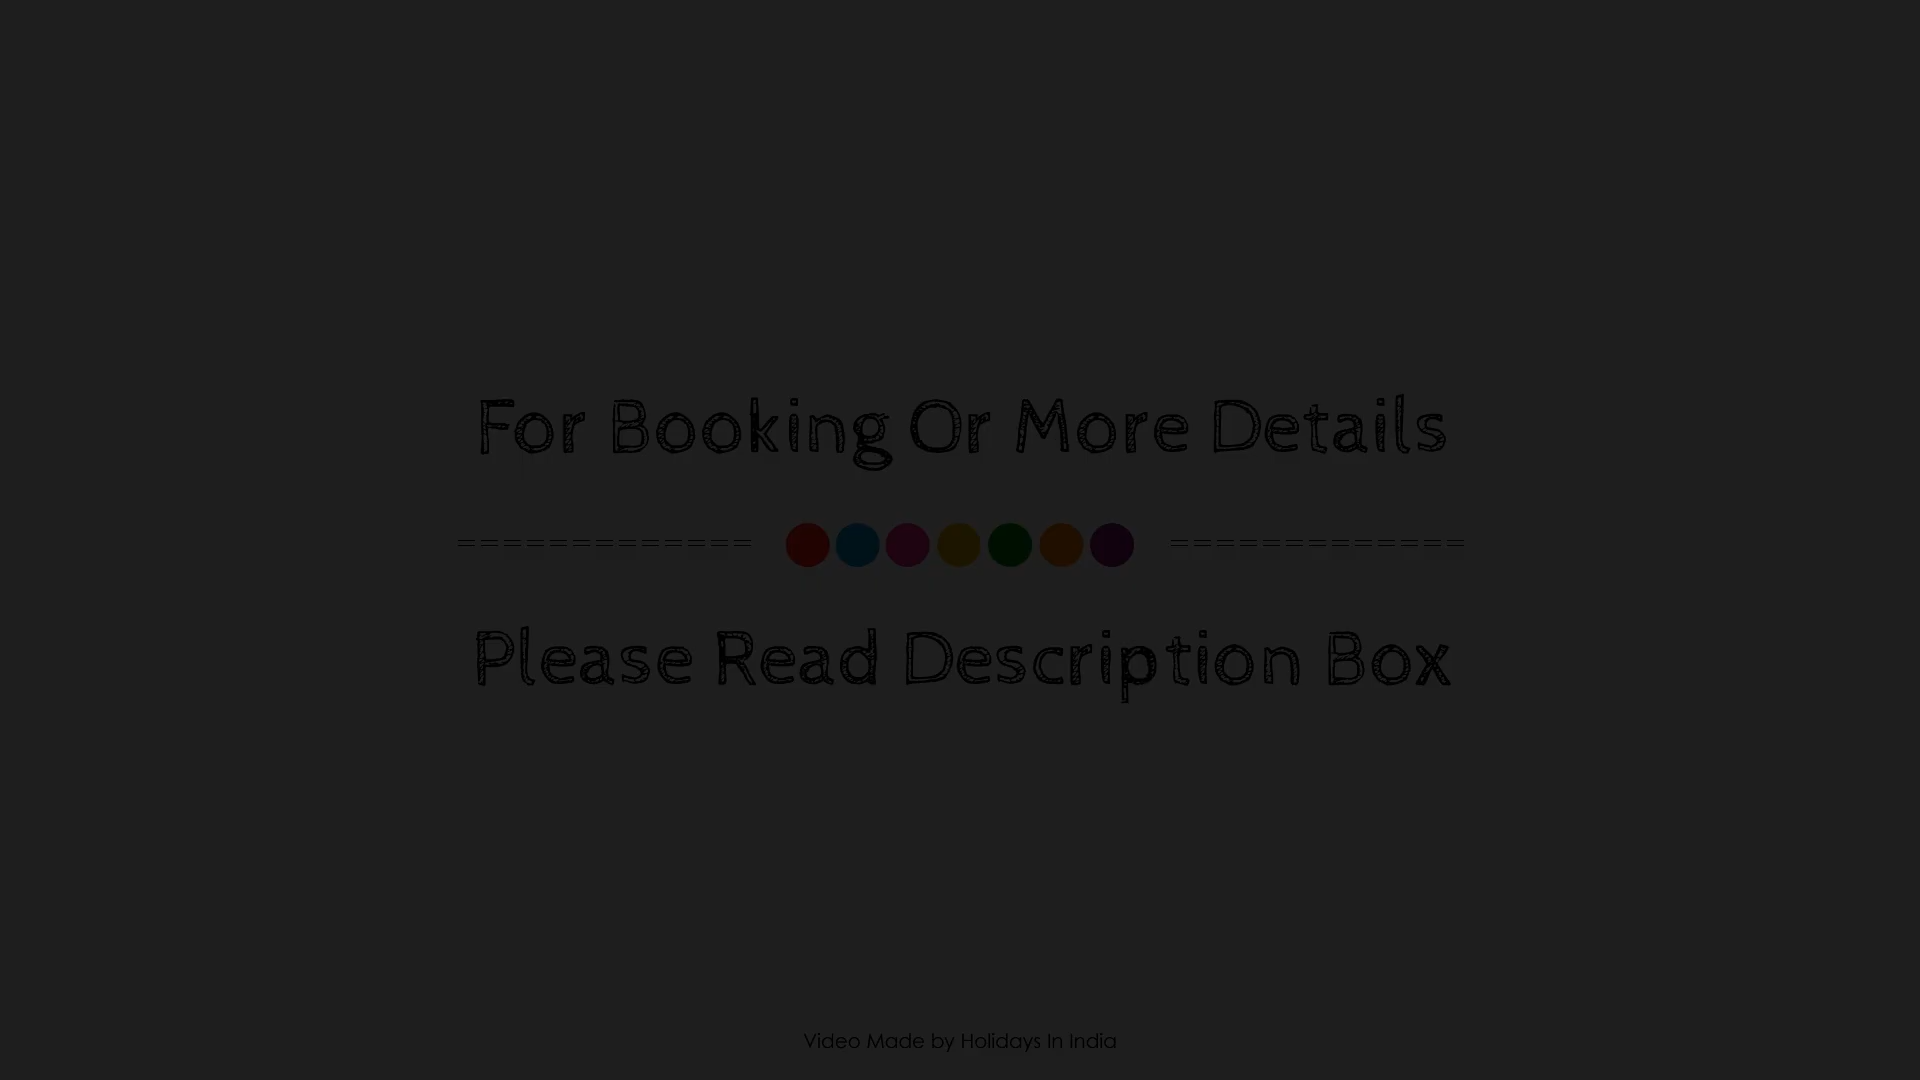 For Booking Or More Details
============= =============
Please Read Description Box
Video Made by Holidays In India